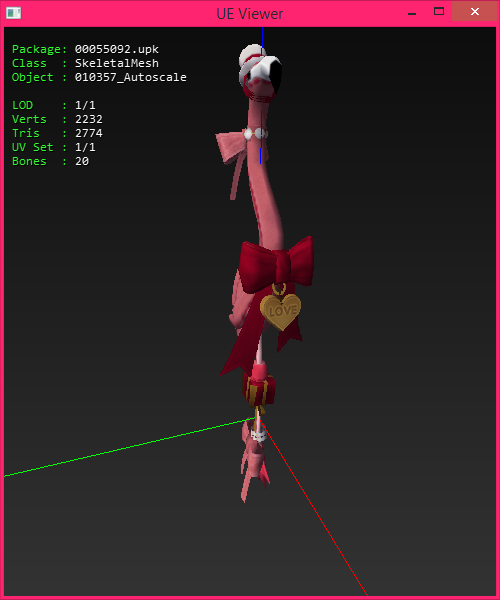 UE Viewer
Package: 00055092.upk
Class : SkeletalMesh
Object : 010357_Autoscale
LOD : 1/1
Verts : 2232
Tris : 2774
UV Set : 1/1
Bones : 20
LOVE